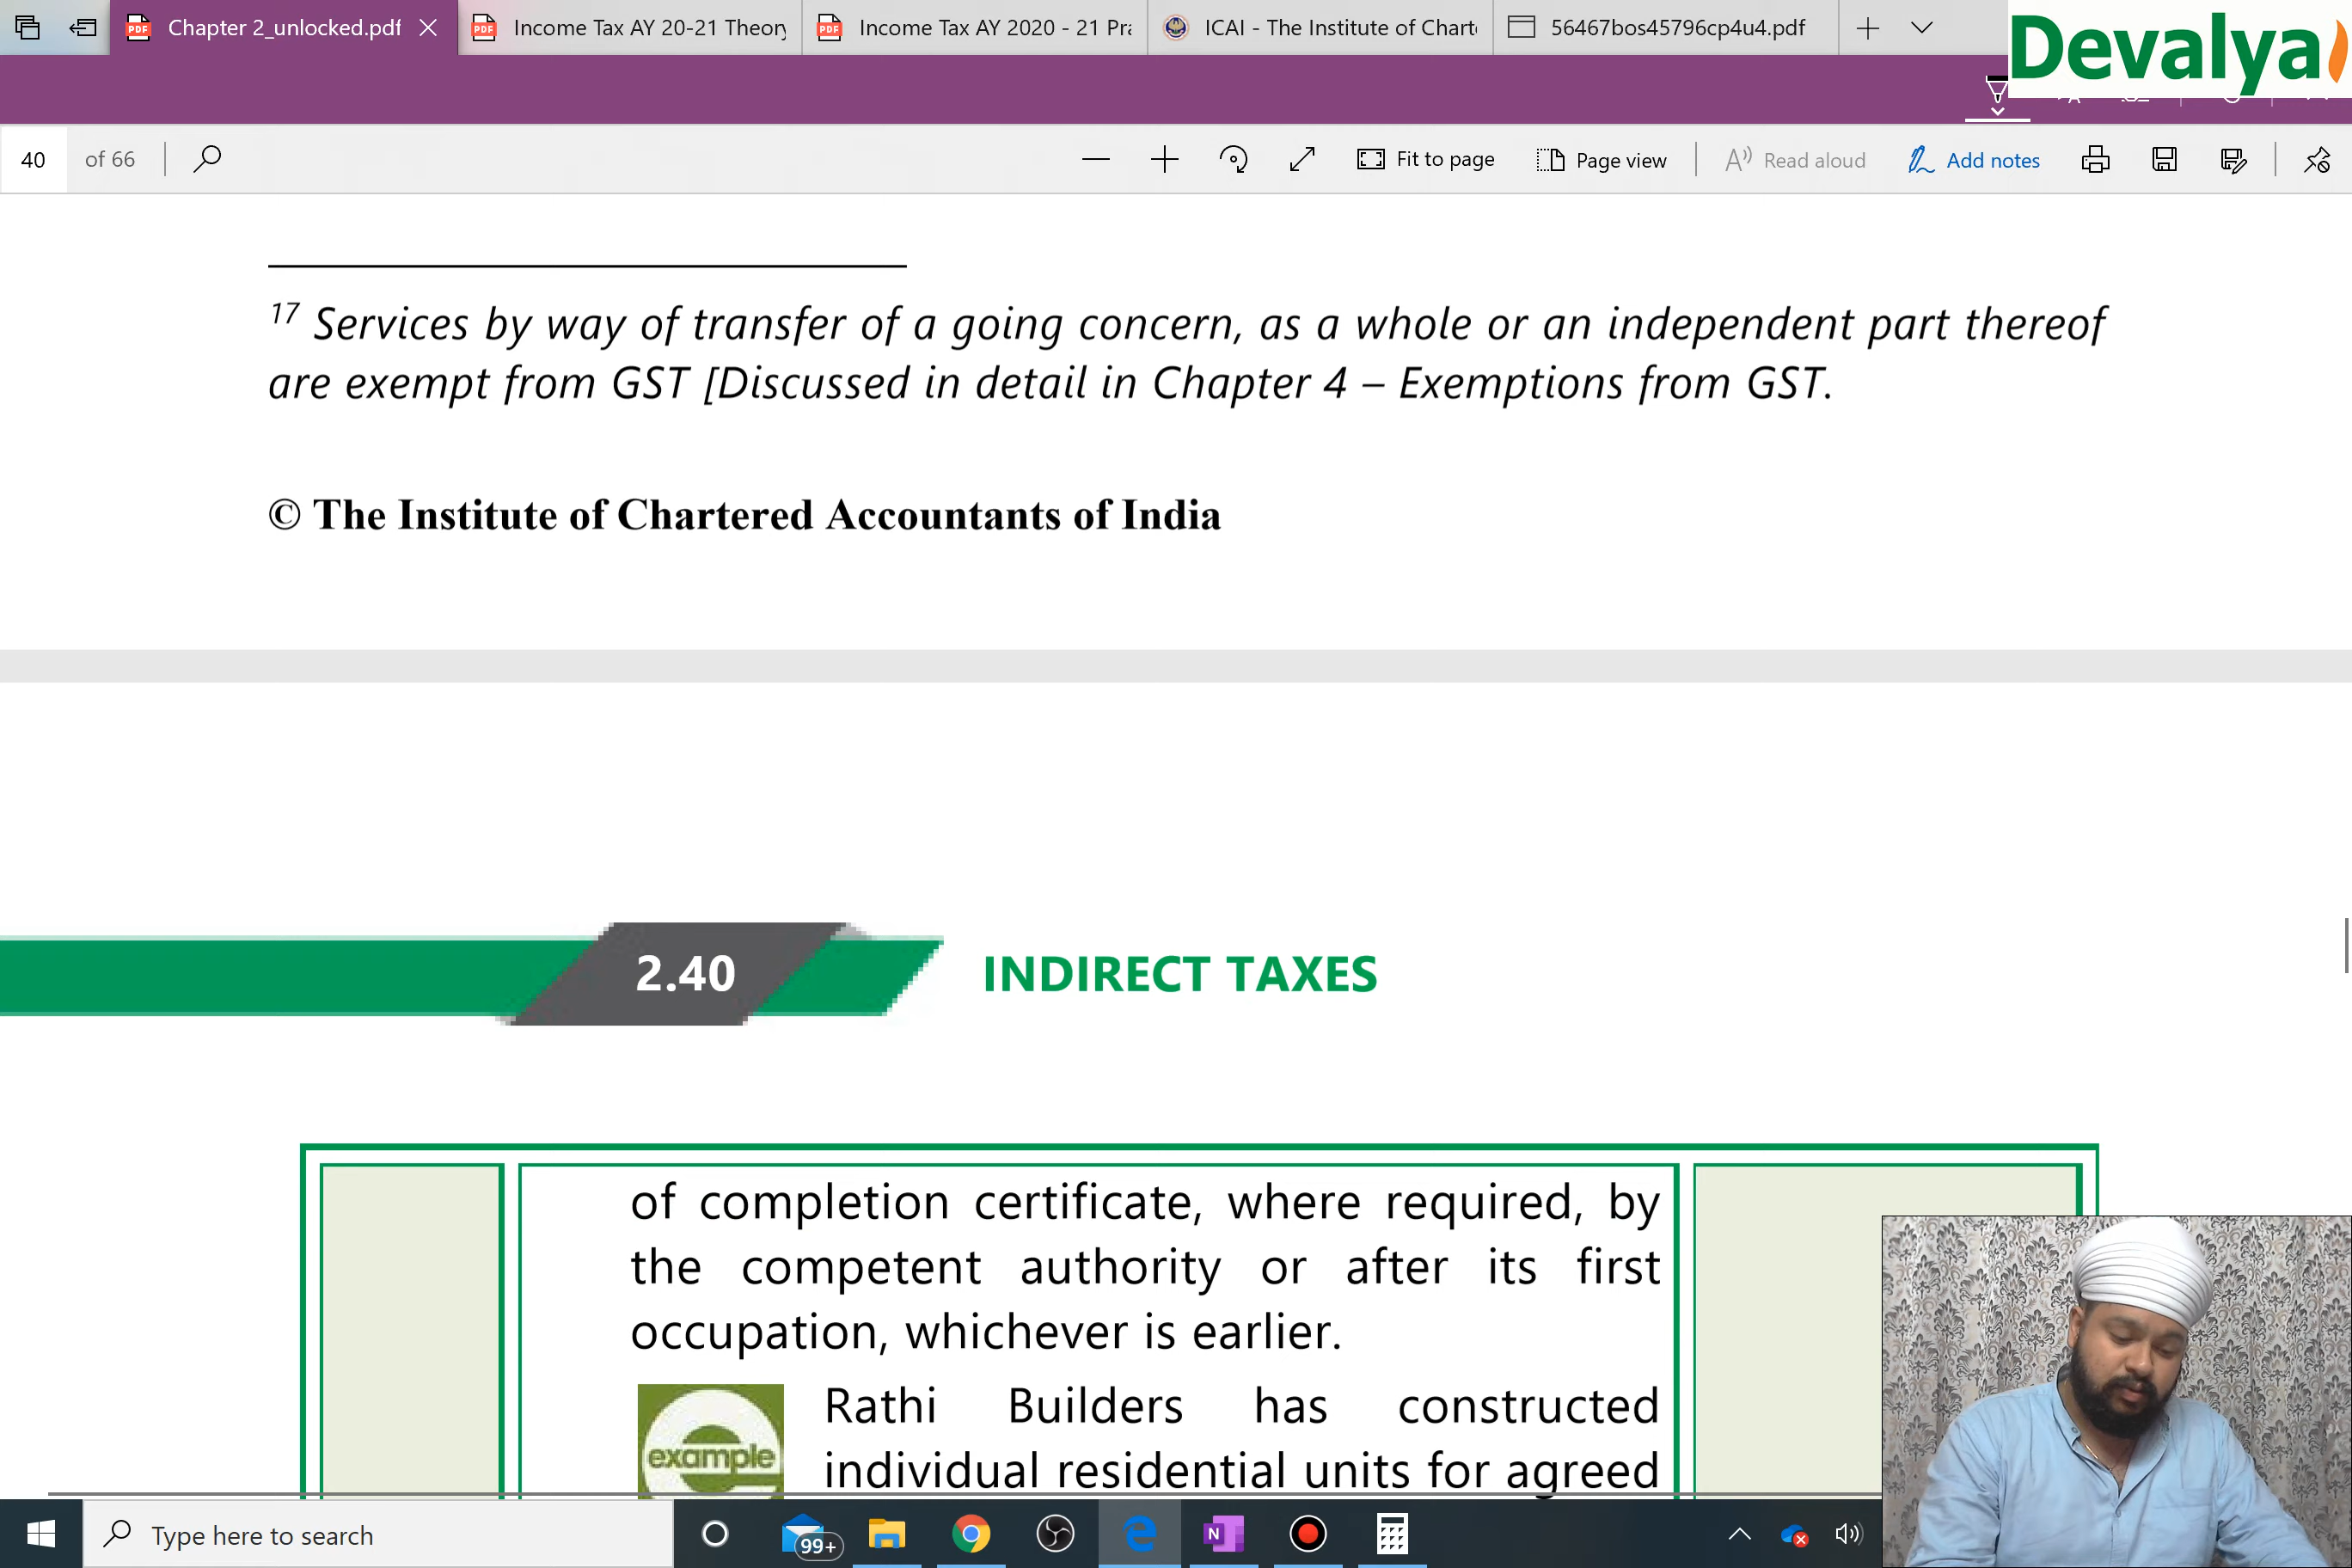 Chapter 2_unlocked.pdf
Income Tax AY 20-21 Theory
Income Tax AY 2020 - 21 Pra
ICAI - The Institute of Charte
56467bos45796cp4u4.pdf
Devalya
40 of 66
Fit to page
Page view
Read aloud
Add notes
17 Services by way of transfer of a going concern, as a whole or an independent part thereof
are exempt from GST [Discussed in detail in Chapter 4 – Exemptions from GST.
© The Institute of Chartered Accountants of India
2.40 INDIRECT TAXES
of completion certificate, where required, by
the competent authority or after its first
occupation, whichever is earlier.
example
Rathi Builders has constructed
individual residential units for agreed
Type here to search
99+